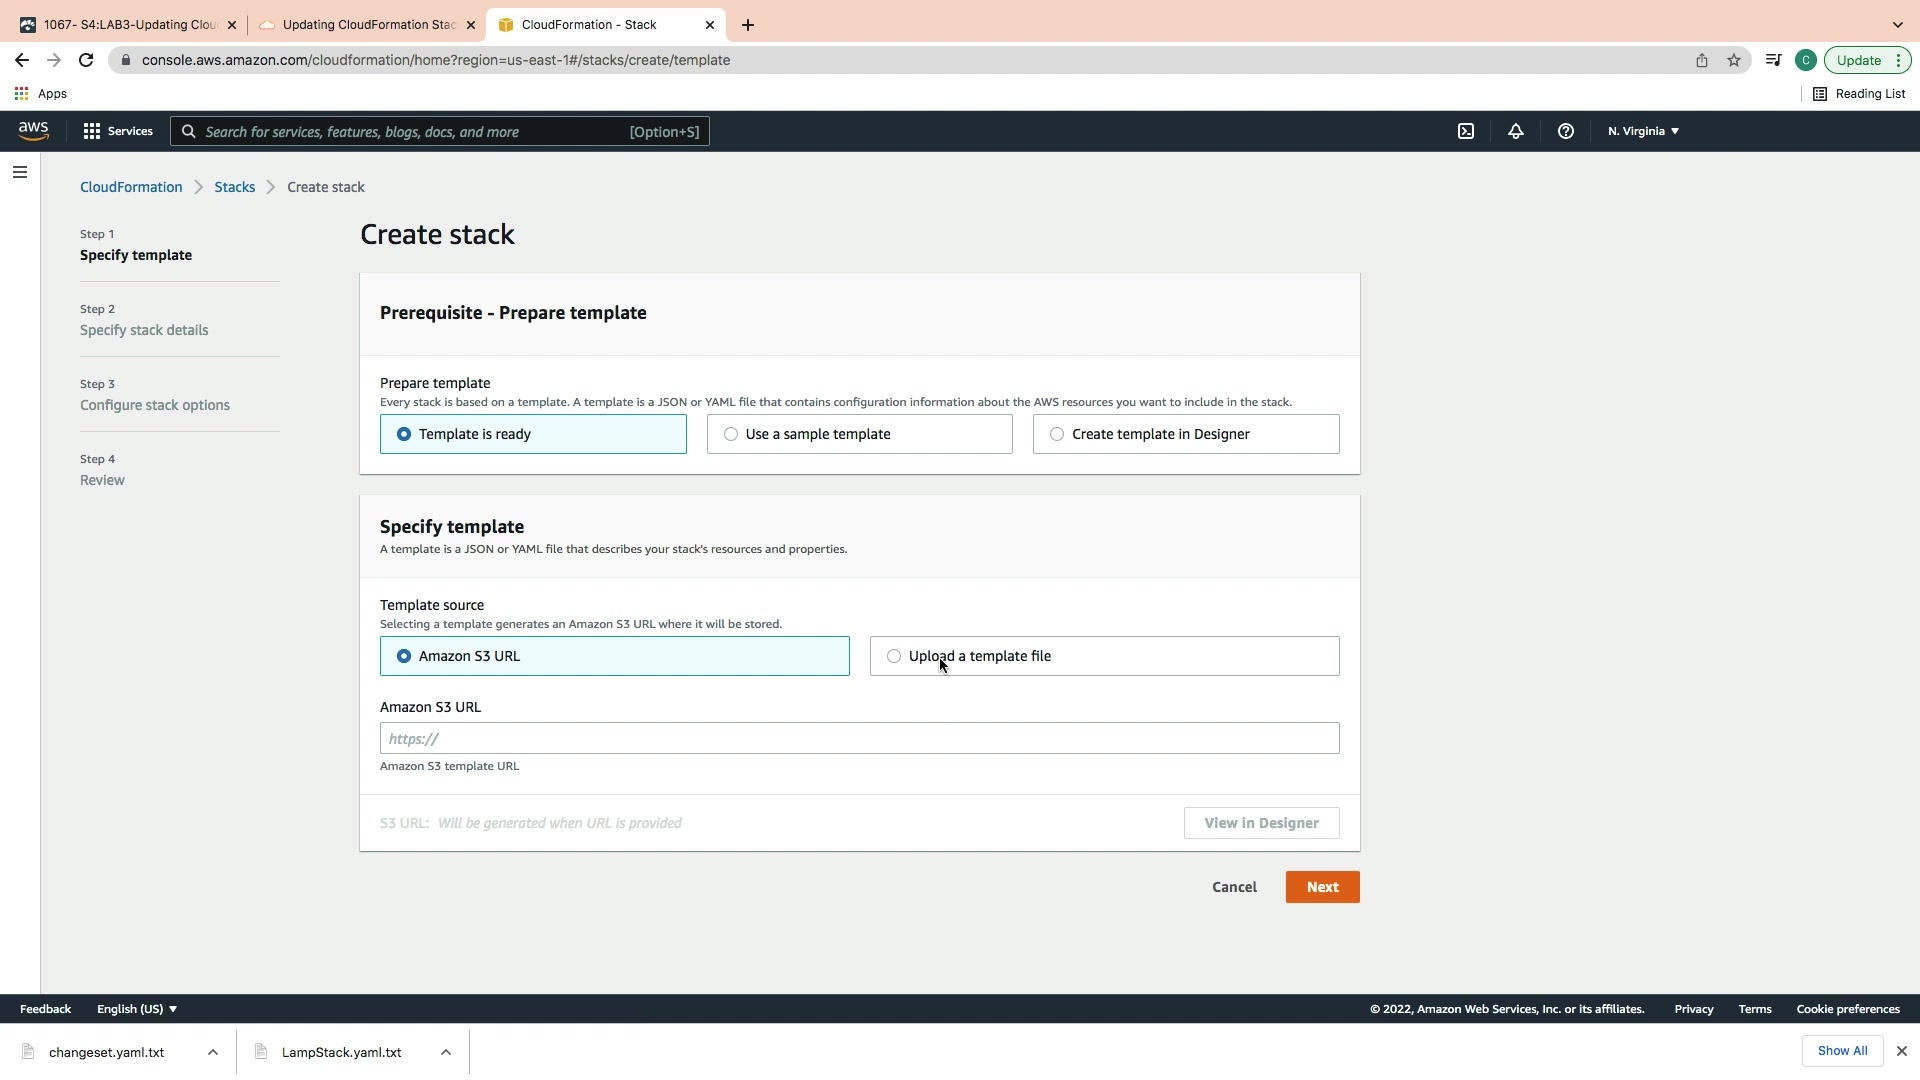 1067- S4:LAB3-Updating Clou
Updating CloudFormation Stac
CloudFormation - Stack
console.aws.amazon.com/cloudformation/home?region=us-east-1#/stacks/create/template
C
Update
Apps
Reading List
aws
Services
Search for services, features, blogs, docs, and more
[Option+S]
N. Virginia
CloudFormation
Stacks
Create stack
Step 1
Specify template
Step 2
Specify stack details
Step 3
Configure stack options
Step 4
Review
Create stack
Prerequisite - Prepare template
Prepare template
Every stack is based on a template. A template is a JSON or YAML file that contains configuration information about the AWS resources you want to include in the stack.
Template is ready
Use a sample template
Create template in Designer
Specify template
A template is a JSON or YAML file that describes your stack's resources and properties.
Template source
Selecting a template generates an Amazon S3 URL where it will be stored.
Amazon S3 URL
Upload a template file
Amazon S3 URL
https://
Amazon S3 template URL
S3 URL: Will be generated when URL is provided
View in Designer
Cancel
Next
Feedback
English (US)
© 2022, Amazon Web Services, Inc. or its affiliates.
Privacy
Terms
Cookie preferences
changeset.yaml.txt
LampStack.yaml.txt
Show All